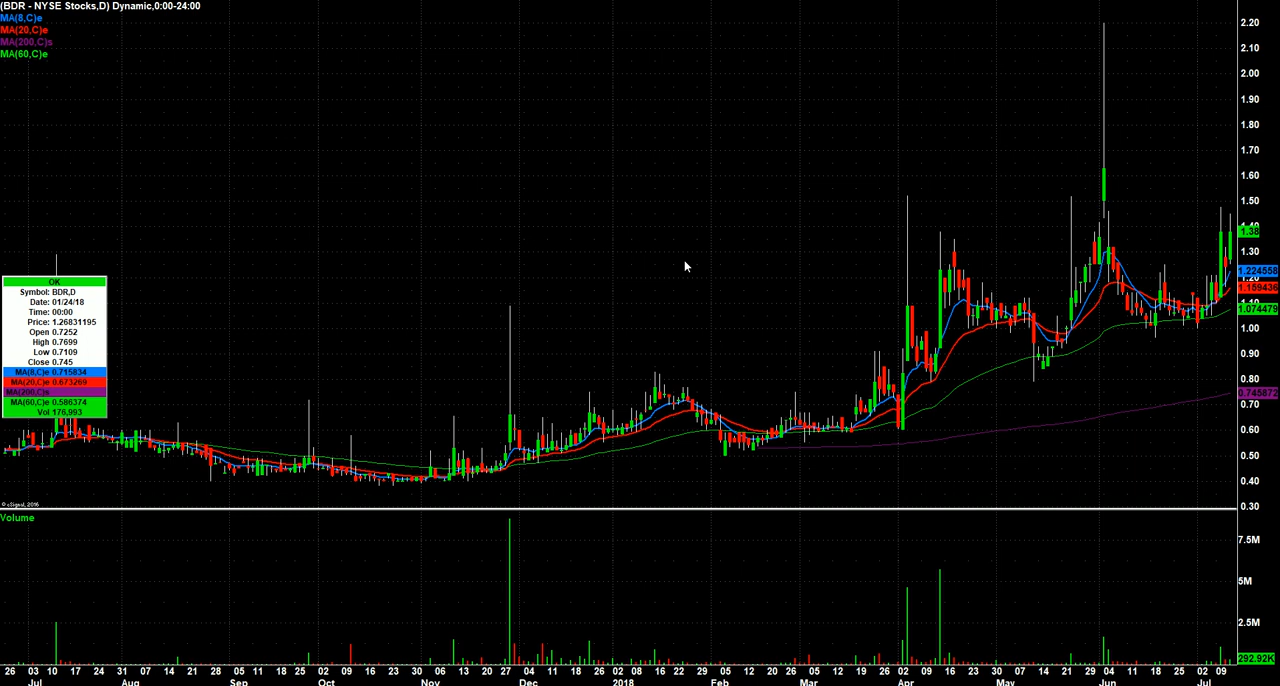 (BDR - NYSE Stocks,D) Dynamic,0:00-24:00
MA(8,C)e
MA(20,C)e
MA(200,C)s
MA(60,C)e
2.20
2.10
2.00
1.90
1.80
1.70
1.60
1.50
1.40
1.38
1.30
1.224558
1.20
1.159436
1.10
1.074479
1.00
0.90
0.80
0.745872
0.70
0.60
0.50
0.40
0.30
OK
Symbol: BDR,D
Date: 01/24/18
Time: 00:00
Price: 1.26831195
Open 0.7252
High 0.7699
Low 0.7109
Close 0.745
MA(8,C)e 0.715834
MA(20,C)e 0.673269
MA(200,C)s
MA(60,C)e 0.586374
Vol 176,993
© eSignal, 2016
Volume
7.5M
5M
2.5M
292.92K
26 03 10 17 24 31 07 14 21 28 05 11 18 25 02 09 16 23 30 06 13 20 27 04 11 18 26 02 08 16 22 29 05 12 20 26 05 12 19 26 02 09 16 23 30 07 14 21 29 04 11 18 25 02 09
Jul Aug Sep Oct Nov Dec 2018 Feb Mar Apr May Jun Jul